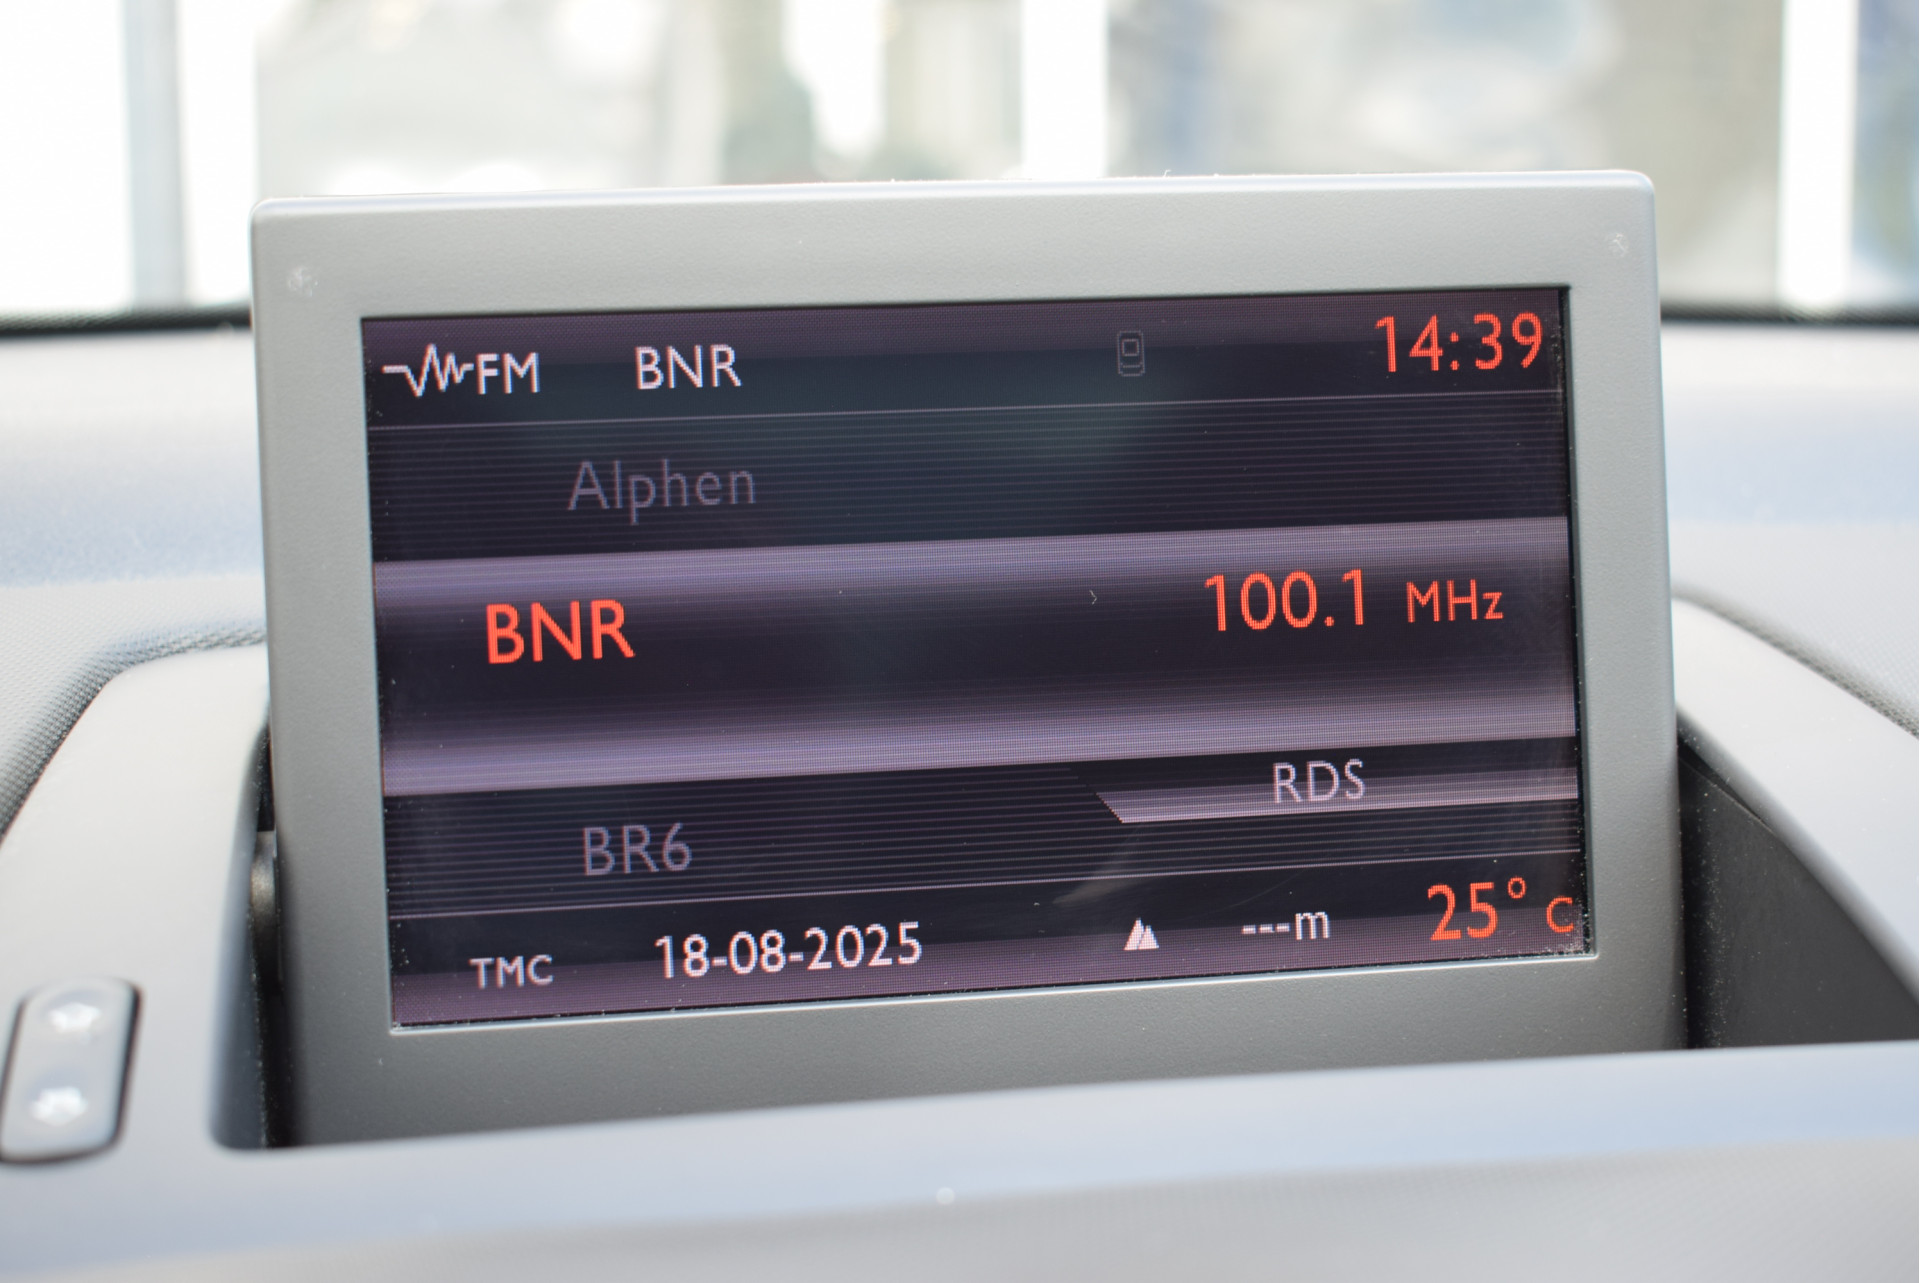 FM BNR 14:39
Alphen
BNR 100.1 MHz
RDS
BR6
TMC 18-08-2025 ---m 25° C